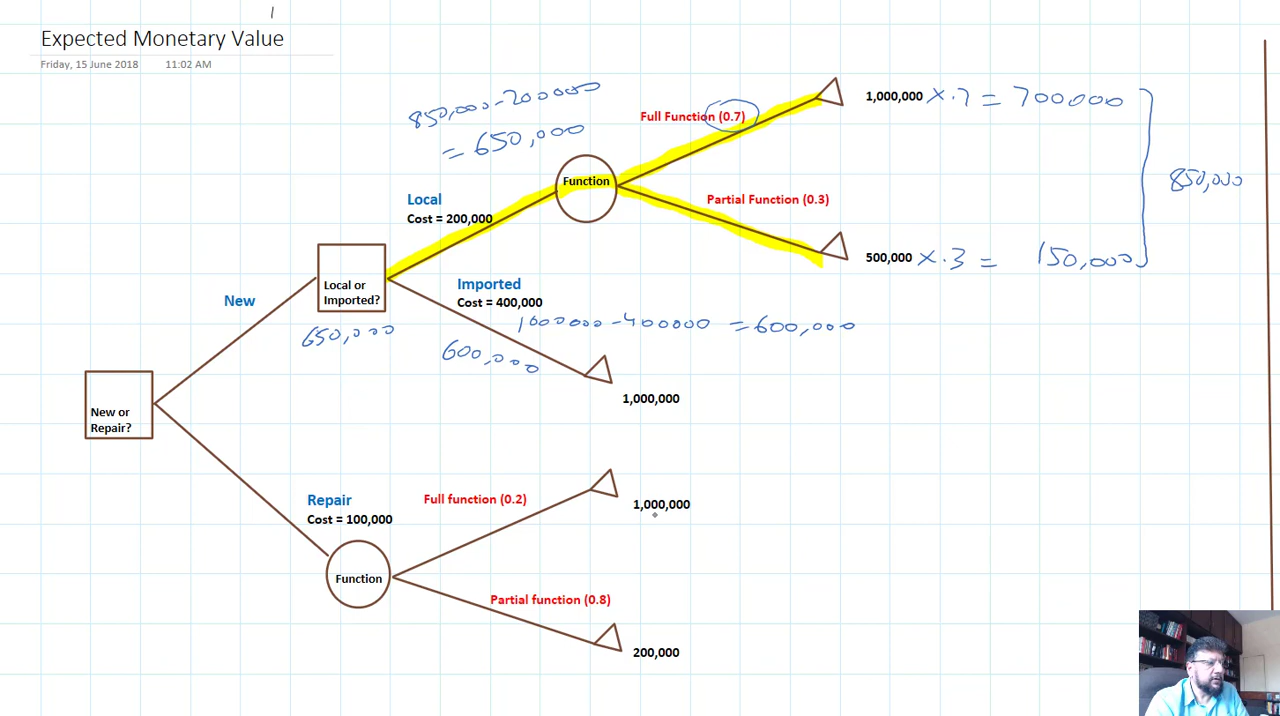 Expected Monetary Value
Friday, 15 June 2018 11:02 AM
850,000-200000
= 650,000
Full Function (0.7)
1,000,000 x .7 = 700000
850,000
Function
Local
Cost = 200,000
Partial Function (0.3)
500,000 x .3 = 150,000
New
Local or
Imported?
650,000
Imported
Cost = 400,000
1000000 -400000 = 600,000
600,000
1,000,000
New or
Repair?
Repair
Cost = 100,000
Full function (0.2)
1,000,000
Function
Partial function (0.8)
200,000